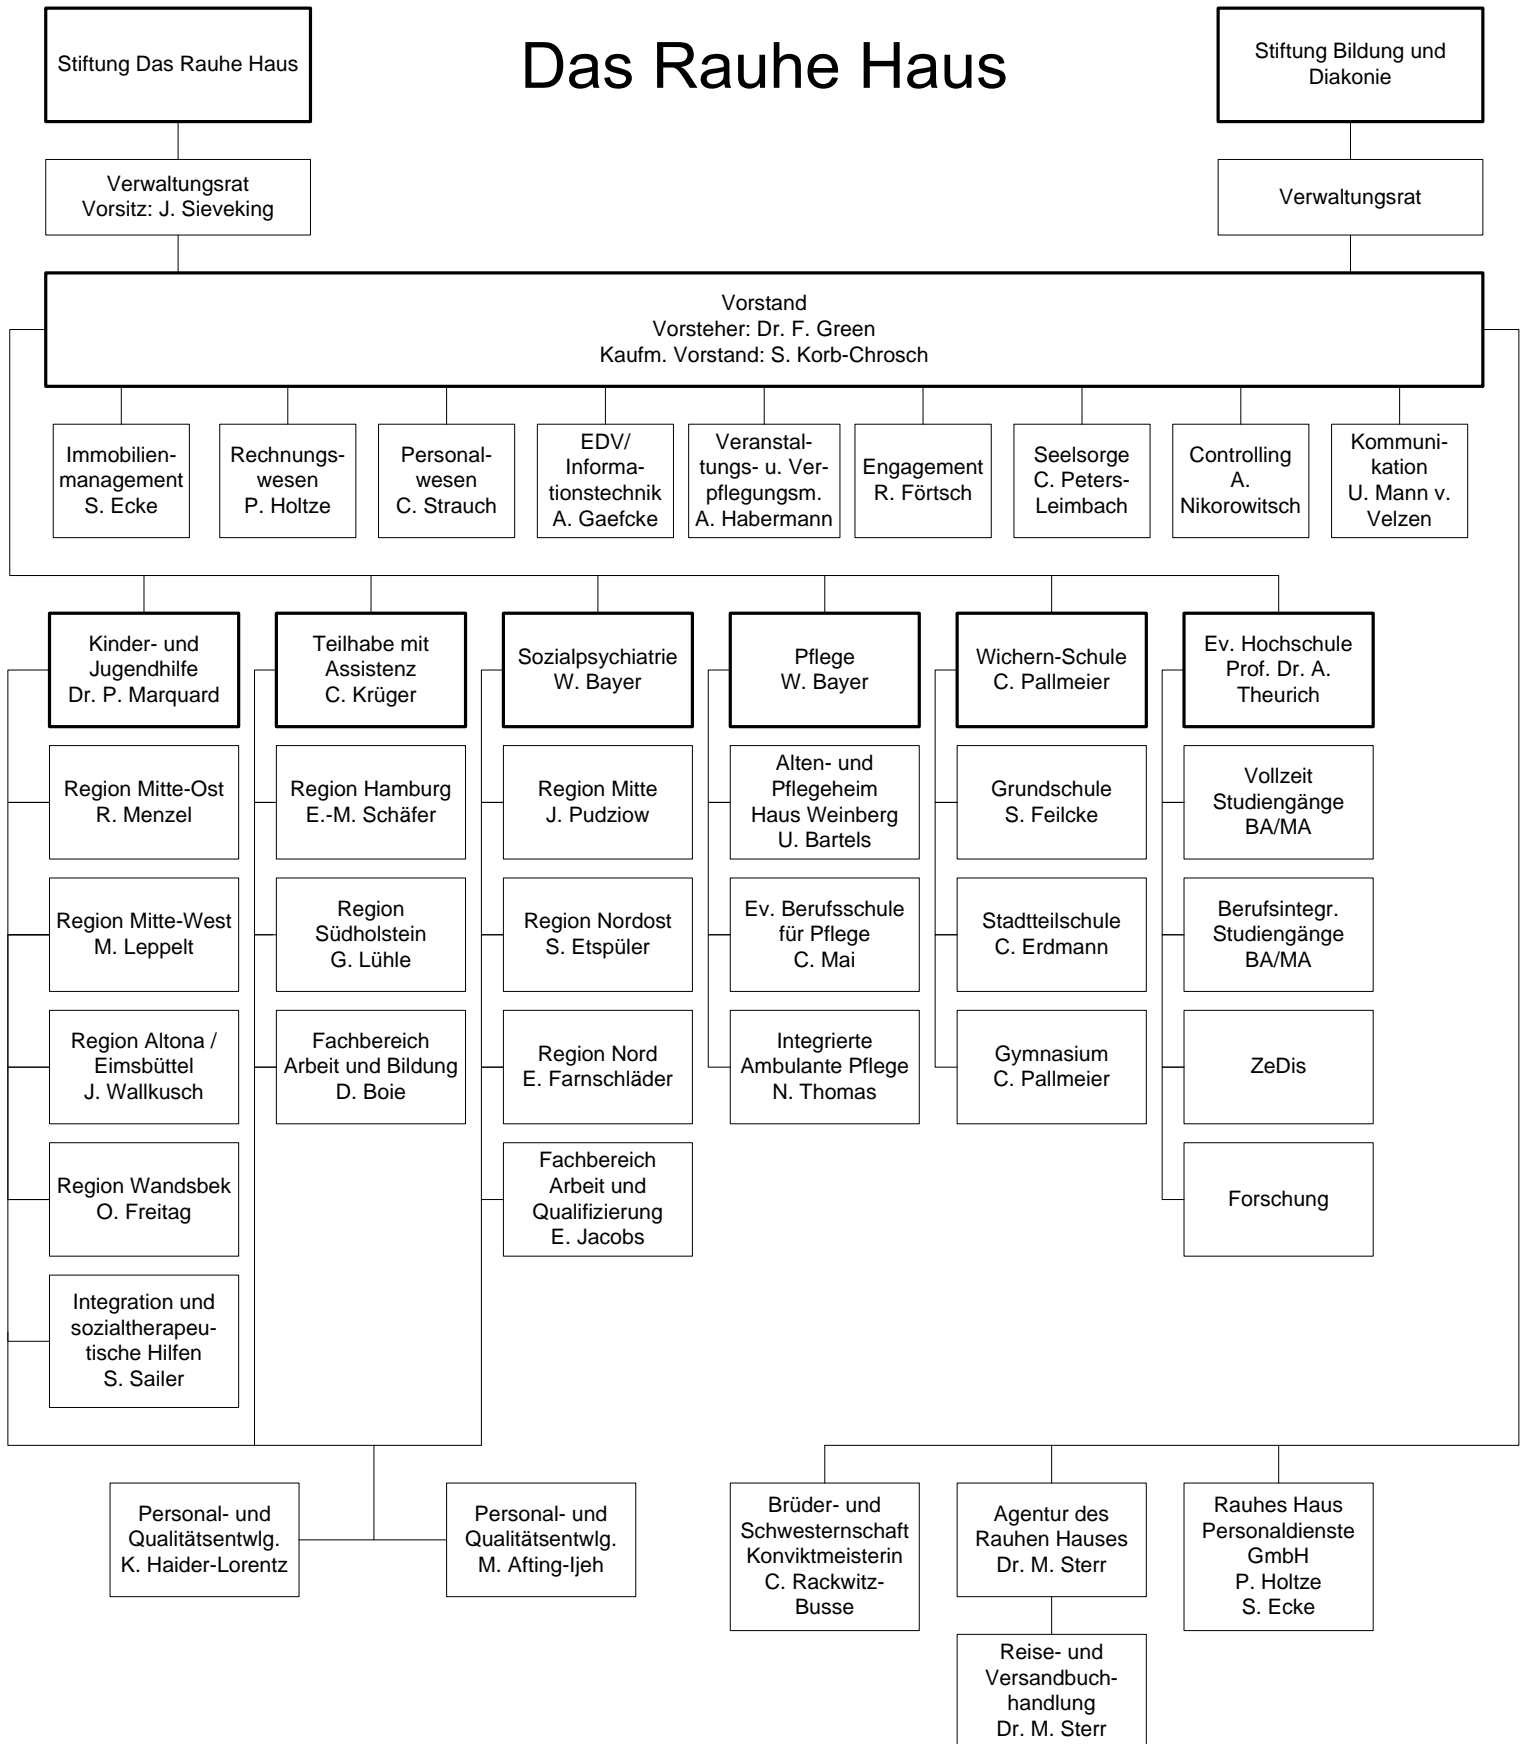 Das Rauhe Haus
Stiftung Das Rauhe Haus
Stiftung Bildung und
Diakonie
Verwaltungsrat
Vorsitz: J. Sieveking
Verwaltungsrat
Vorstand
Vorsteher: Dr. F. Green
Kaufm. Vorstand: S. Korb-Chrosch
Immobilien-
management
S. Ecke
Rechnungs-
wesen
P. Holtze
Personal-
wesen
C. Strauch
EDV/
Informa-
tionstechnik
A. Gaefcke
Veranstal-
tungs- u. Ver-
pflegungsm.
A. Habermann
Engagement
R. Förtsch
Seelsorge
C. Peters-
Leimbach
Controlling
A.
Nikorowitsch
Kommuni-
kation
U. Mann v.
Velzen
Kinder- und
Jugendhilfe
Dr. P. Marquard
Teilhabe mit
Assistenz
C. Krüger
Sozialpsychiatrie
W. Bayer
Pflege
W. Bayer
Wichern-Schule
C. Pallmeier
Ev. Hochschule
Prof. Dr. A.
Theurich
Region Mitte-Ost
R. Menzel
Region Hamburg
E.-M. Schäfer
Region Mitte
J. Pudziow
Alten- und
Pflegeheim
Haus Weinberg
U. Bartels
Grundschule
S. Feilcke
Vollzeit
Studiengänge
BA/MA
Region Mitte-West
M. Leppelt
Region
Südholstein
G. Lühle
Region Nordost
S. Etspüler
Ev. Berufsschule
für Pflege
C. Mai
Stadtteilschule
C. Erdmann
Berufsintegr.
Studiengänge
BA/MA
Region Altona /
Eimsbüttel
J. Wallkusch
Fachbereich
Arbeit und Bildung
D. Boie
Region Nord
E. Farnschläder
Integrierte
Ambulante Pflege
N. Thomas
Gymnasium
C. Pallmeier
ZeDis
Region Wandsbek
O. Freitag
Fachbereich
Arbeit und
Qualifizierung
E. Jacobs
Forschung
Integration und
sozialtherapeu-
tische Hilfen
S. Sailer
Personal- und
Qualitätsentwlg.
K. Haider-Lorentz
Personal- und
Qualitätsentwlg.
M. Afting-Ijeh
Brüder- und
Schwesternschaft
Konviktmeisterin
C. Rackwitz-
Busse
Agentur des
Rauhen Hauses
Dr. M. Sterr
Rauhes Haus
Personaldienste
GmbH
P. Holtze
S. Ecke
Reise- und
Versandbuch-
handlung
Dr. M. Sterr